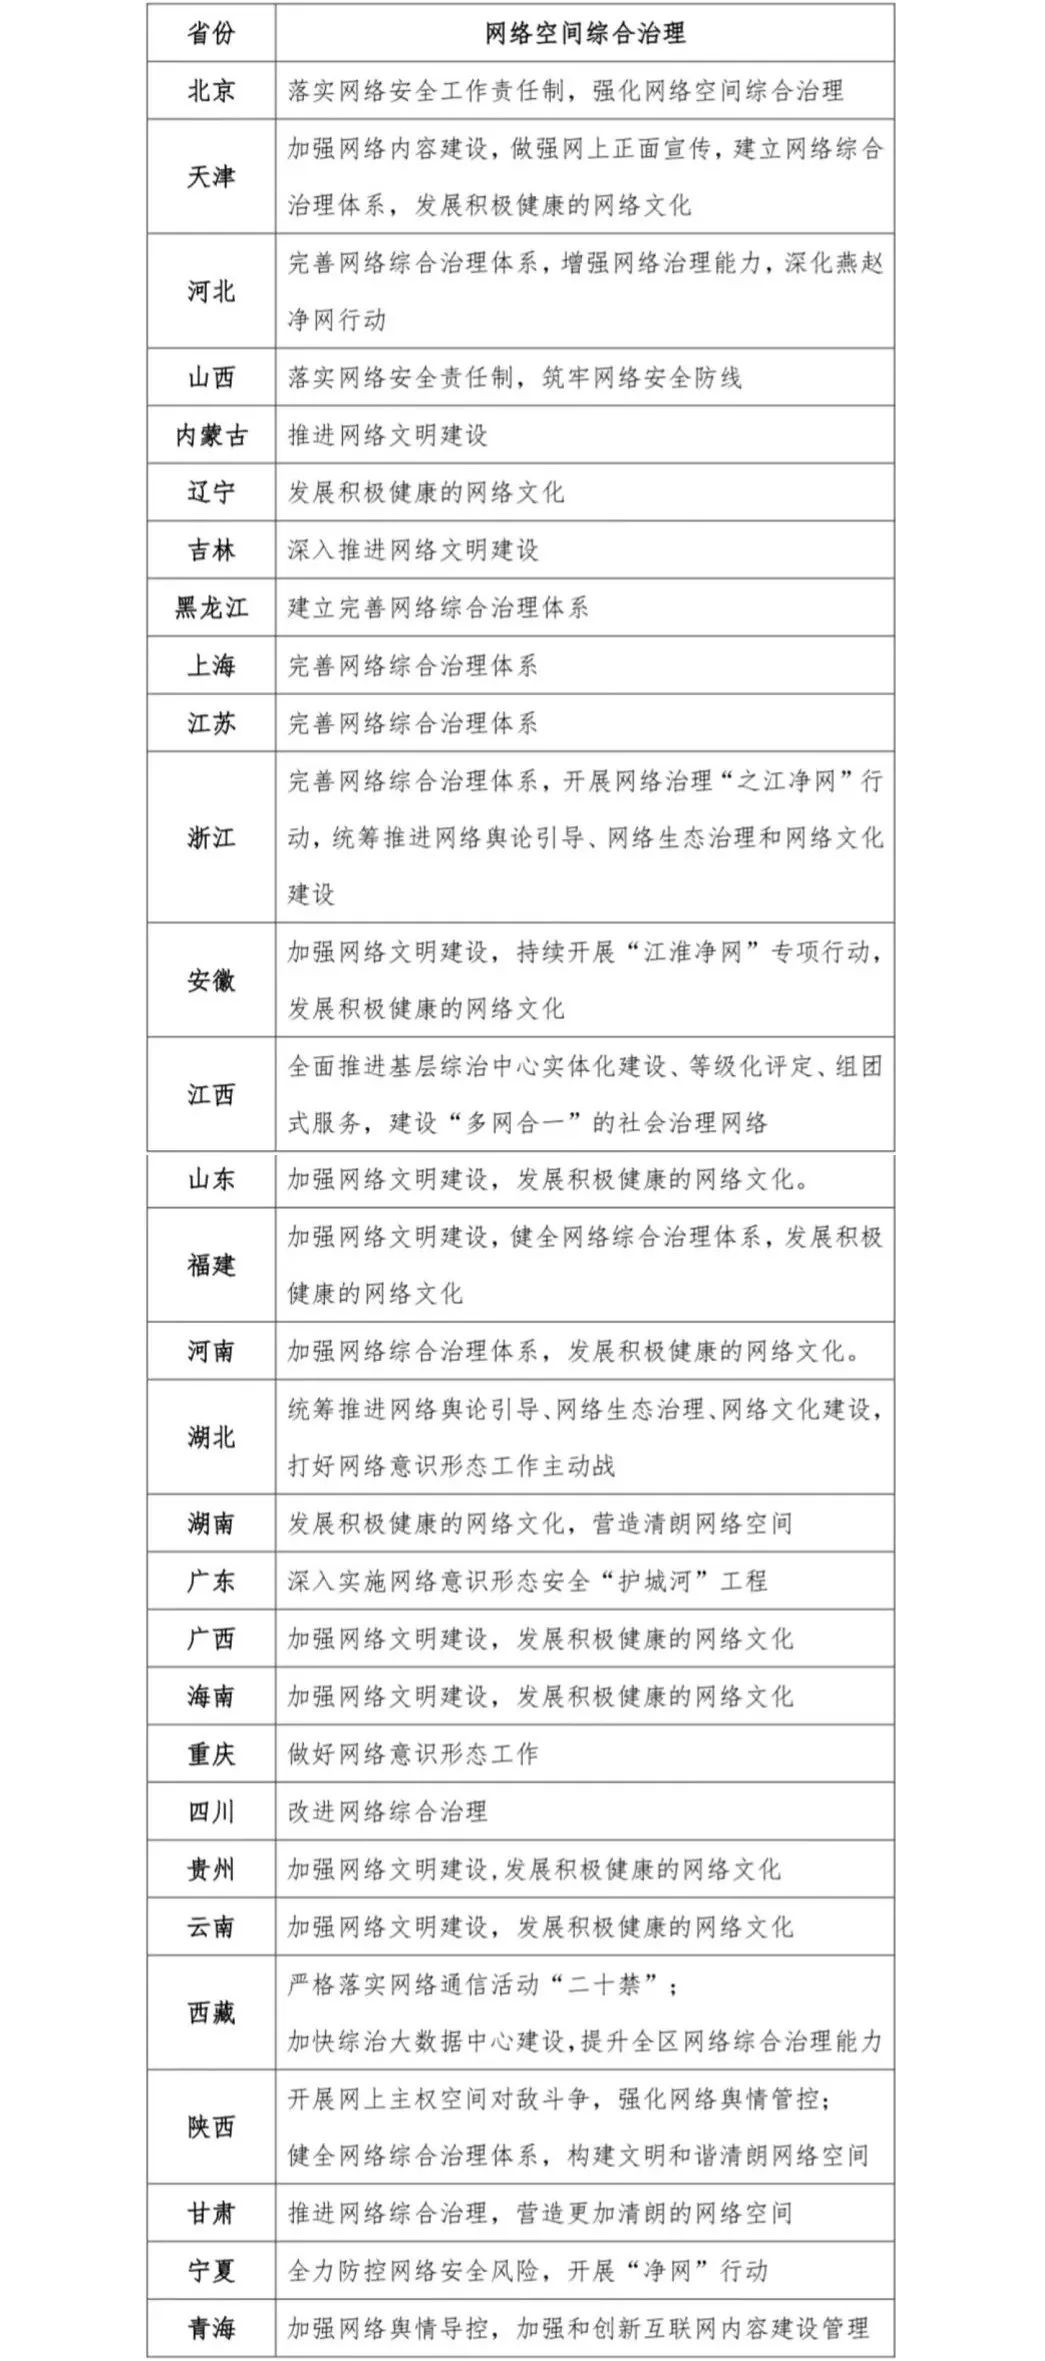 省份 网络空间综合治理
北京 落实网络安全工作责任制，强化网络空间综合治理
天津 加强网络内容建设，做强网上正面宣传，建立网络综合
治理体系，发展积极健康的网络文化
河北 完善网络综合治理体系，增强网络治理能力，深化燕赵
净网行动
山西 落实网络安全责任制，筑牢网络安全防线
内蒙古 推进网络文明建设
辽宁 发展积极健康的网络文化
吉林 深入推进网络文明建设
黑龙江 建立完善网络综合治理体系
上海 完善网络综合治理体系
江苏 完善网络综合治理体系
浙江 完善网络综合治理体系，开展网络治理“之江净网”行
动，统筹推进网络舆论引导、网络生态治理和网络文化
建设
安徽 加强网络文明建设，持续开展“江淮净网”专项行动，
发展积极健康的网络文化
江西 全面推进基层综治中心实体化建设、等级化评定、组团
式服务，建设“多网合一”的社会治理网络
山东 加强网络文明建设，发展积极健康的网络文化。
福建 加强网络文明建设，健全网络综合治理体系，发展积极
健康的网络文化
河南 加强网络综合治理体系，发展积极健康的网络文化。
湖北 统筹推进网络舆论引导、网络生态治理、网络文化建设，
打好网络意识形态工作主动战
湖南 发展积极健康的网络文化，营造清朗网络空间
广东 深入实施网络意识形态安全“护城河”工程
广西 加强网络文明建设，发展积极健康的网络文化
海南 加强网络文明建设，发展积极健康的网络文化
重庆 做好网络意识形态工作
四川 改进网络综合治理
贵州 加强网络文明建设,发展积极健康的网络文化
云南 加强网络文明建设，发展积极健康的网络文化
西藏 严格落实网络通信活动“二十禁”；
加快综治大数据中心建设,提升全区网络综合治理能力
陕西 开展网上主权空间对敌斗争，强化网络舆情管控；
健全网络综合治理体系，构建文明和谐清朗网络空间
甘肃 推进网络综合治理，营造更加清朗的网络空间
宁夏 全力防控网络安全风险，开展“净网”行动
青海 加强网络舆情导控，加强和创新互联网内容建设管理